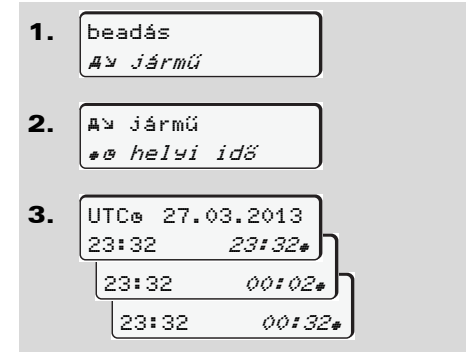 1. beadás
jármű
2. jármű
helyi idő
3. UTC 27.03.2013
23:32 23:32
23:32 00:02
23:32 00:32